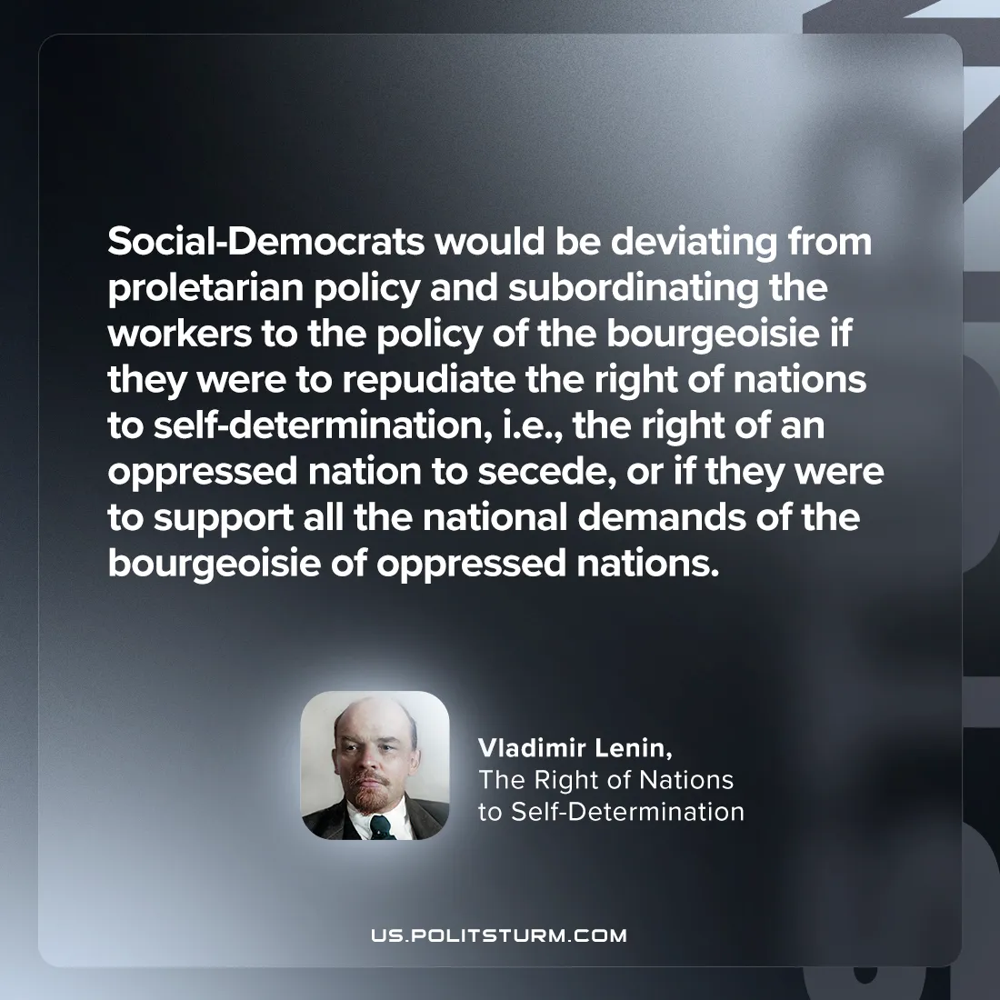 Social-Democrats would be deviating from
proletarian policy and subordinating the
workers to the policy of the bourgeoisie if
they were to repudiate the right of nations
to self-determination, i.e., the right of an
oppressed nation to secede, or if they were
to support all the national demands of the
bourgeoisie of oppressed nations.
Vladimir Lenin,
The Right of Nations
to Self-Determination
US.POLITSTURM.COM